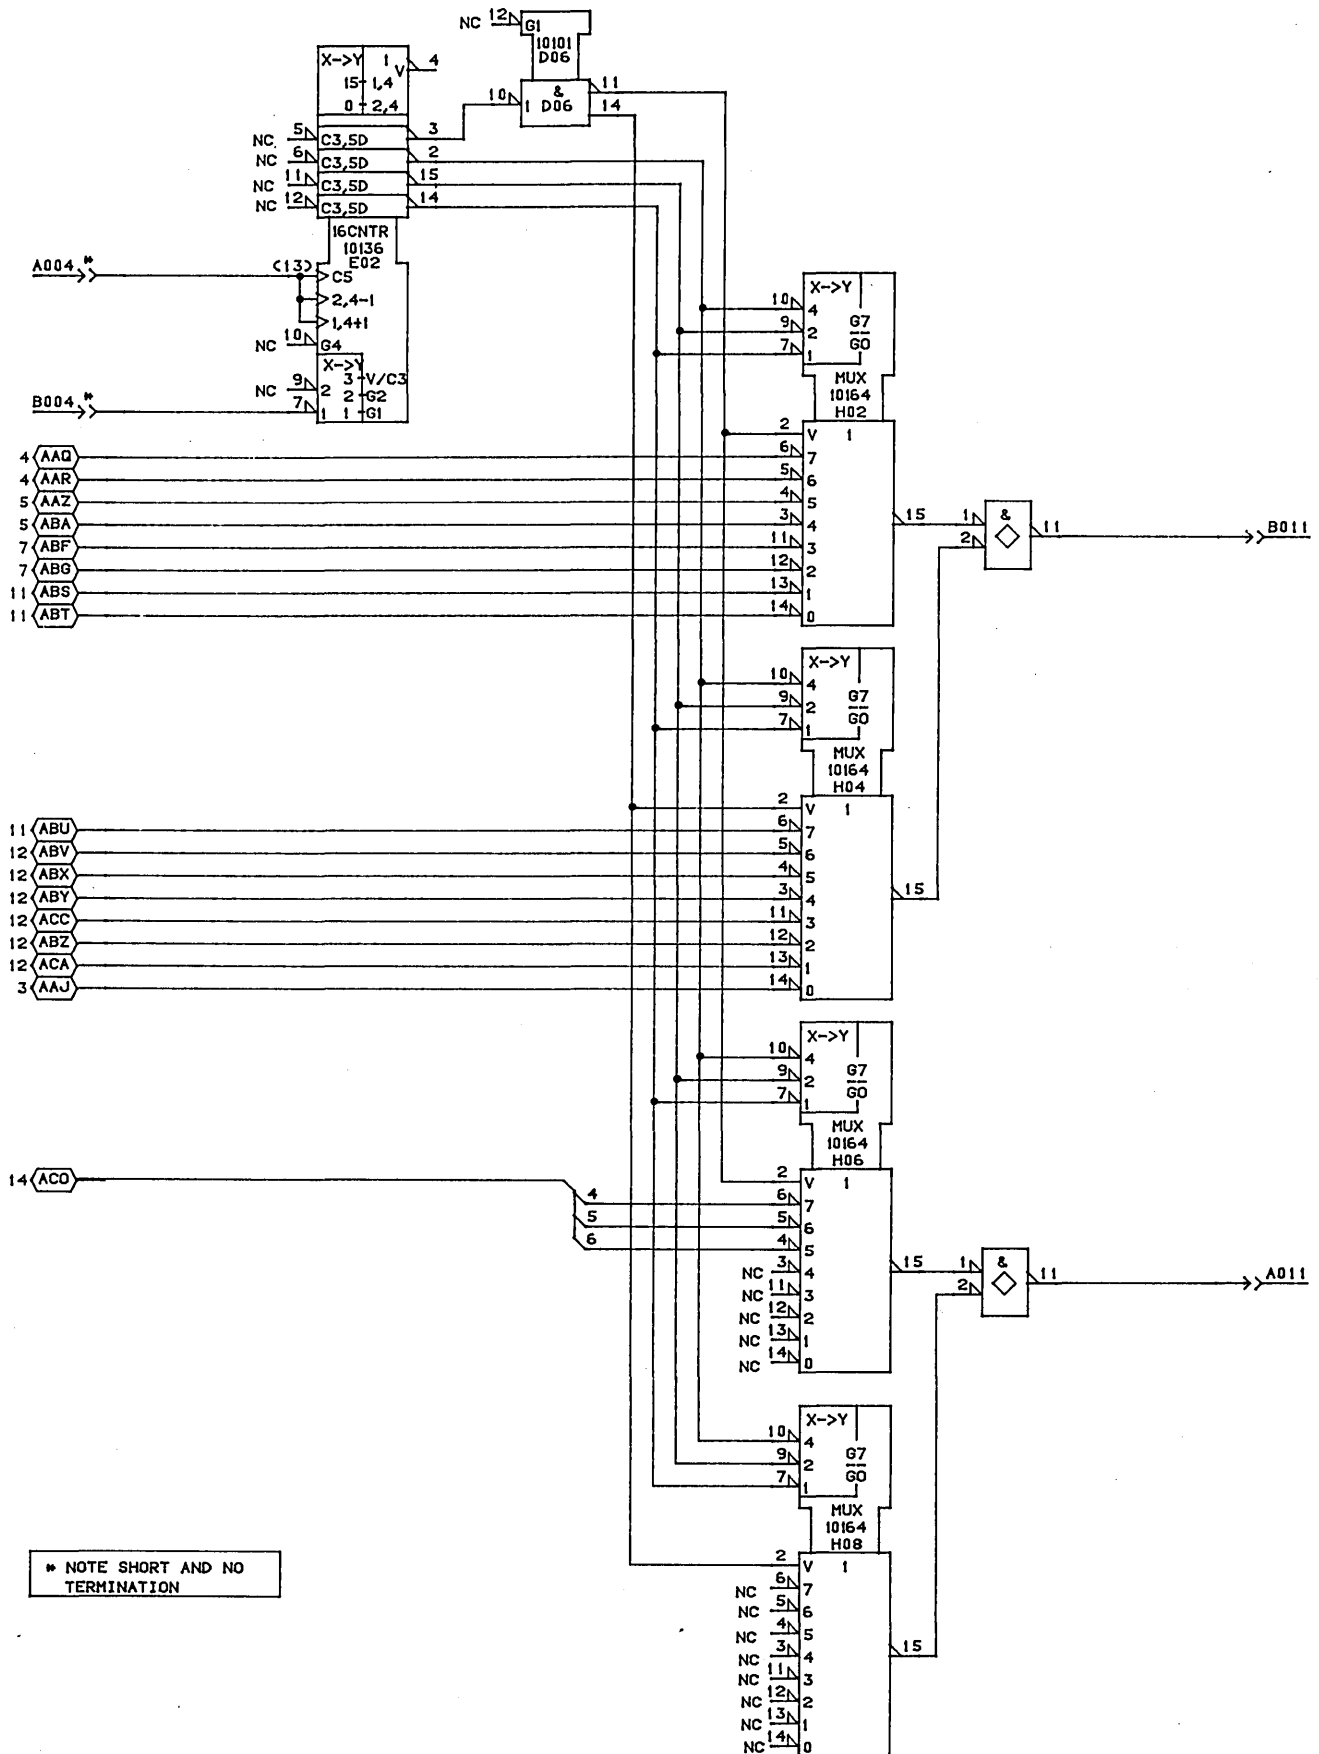 NC 12 G1
10101
D06
X->Y 1 V 4
15 1,4
0 2,4
10 1 & D06 11
14
NC 5 C3,5D 3
NC 6 C3,5D 2
NC 11 C3,5D 15
NC 12 C3,5D 14
16CNTR
10136
E02
A004 * (13) C5
2,4-1
1,4+1
NC 10 G4
X->Y
3 V/C3
NC 9 2 2 G2
B004 * 7 1 1 G1
X->Y
10 4 G7
9 2 G0
7 1
MUX
10164
H02
2 V 1
4 AAQ 6 7
4 AAR 5 6
5 AAZ 4 5
5 ABA 3 4 15 1 & 11 B011
7 ABF 11 3 2
7 ABG 12 2
11 ABS 13 1
11 ABT 14 0
X->Y
10 4 G7
9 2 G0
7 1
MUX
10164
H04
2 V 1
11 ABU 6 7
12 ABV 5 6
12 ABX 4 5
12 ABY 3 4 15
12 ACC 11 3
12 ABZ 12 2
12 ACA 13 1
3 AAJ 14 0
X->Y
10 4 G7
9 2 G0
7 1
MUX
10164
H06
14 ACO 2 V 1
4 6 7
5 5 6
6 4 5
NC 3 4 15 1 & 11 A011
NC 11 3 2
NC 12 2
NC 13 1
NC 14 0
X->Y
10 4 G7
9 2 G0
7 1
MUX
10164
H08
2 V 1
* NOTE SHORT AND NO
TERMINATION
NC 6 7
NC 5 6
NC 4 5
NC 3 4 15
NC 11 3
NC 12 2
NC 13 1
NC 14 0